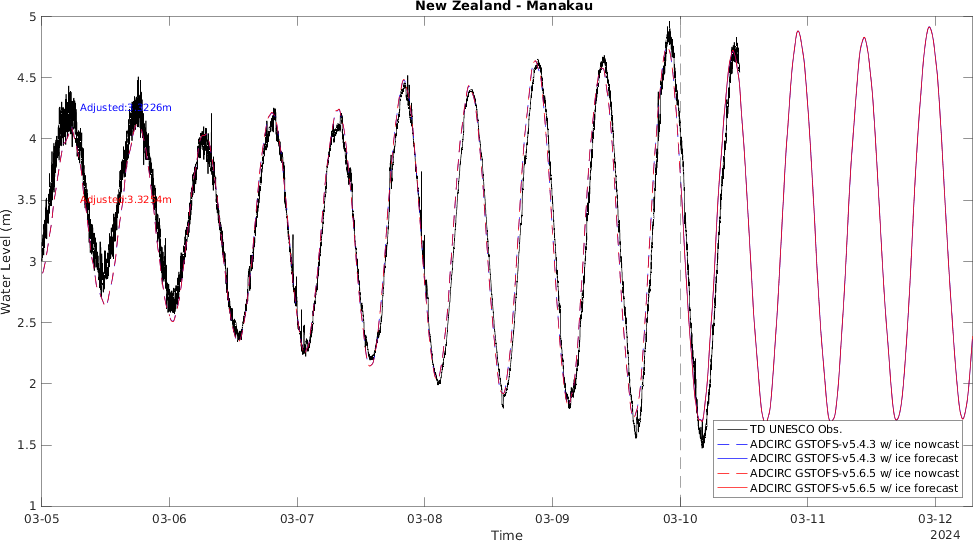 New Zealand - Manakau
5
4.5
4
3.5
3
2.5
2
1.5
1
Water Level (m)
03-05
03-06
03-07
03-08
03-09
03-10
03-11
03-12
2024
Time
TD UNESCO Obs.
ADCIRC GSTOFS-v5.4.3 w/ ice nowcast
ADCIRC GSTOFS-v5.4.3 w/ ice forecast
ADCIRC GSTOFS-v5.6.5 w/ ice nowcast
ADCIRC GSTOFS-v5.6.5 w/ ice forecast